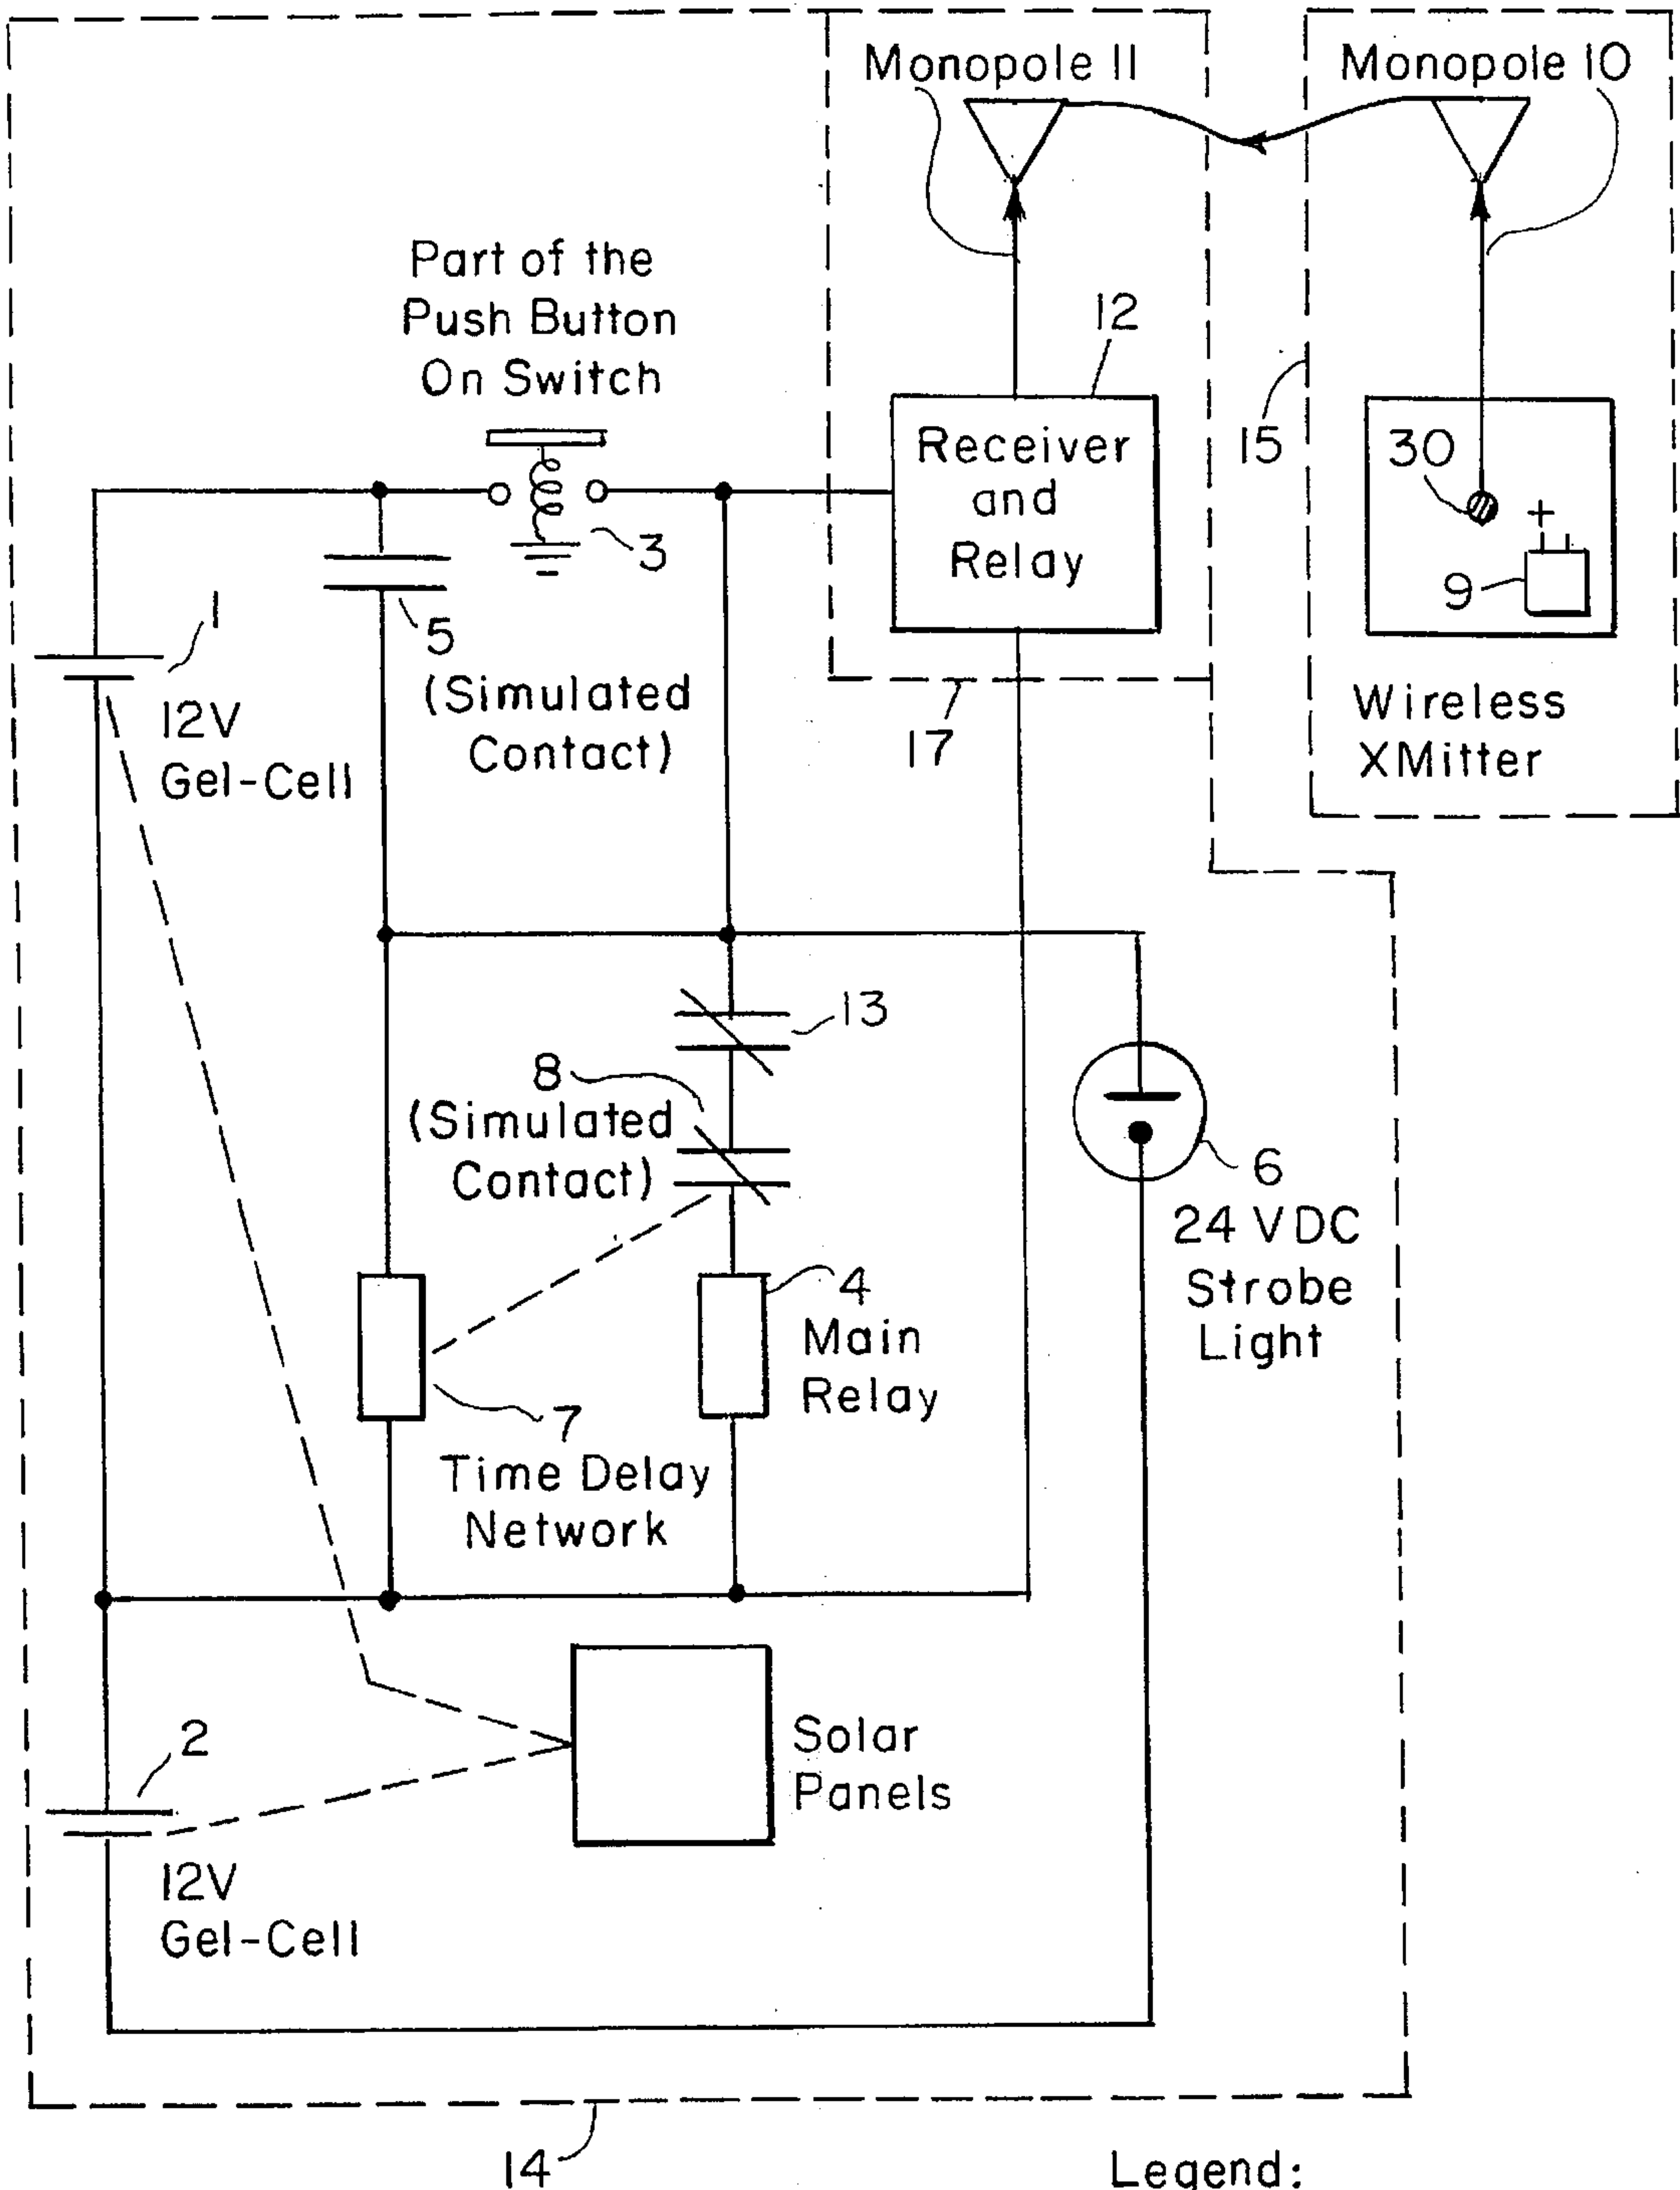 Monopole 11
Monopole 10
Part of the
Push Button
On Switch
12
Receiver
and
Relay
15
30
+
9
3
1
5
(Simulated
Contact)
12V
Gel-Cell
17
Wireless
XMitter
13
8
(Simulated
Contact)
6
24 VDC
Strobe
Light
4
Main
Relay
7
Time Delay
Network
2
Solar
Panels
12V
Gel-Cell
14
Legend: